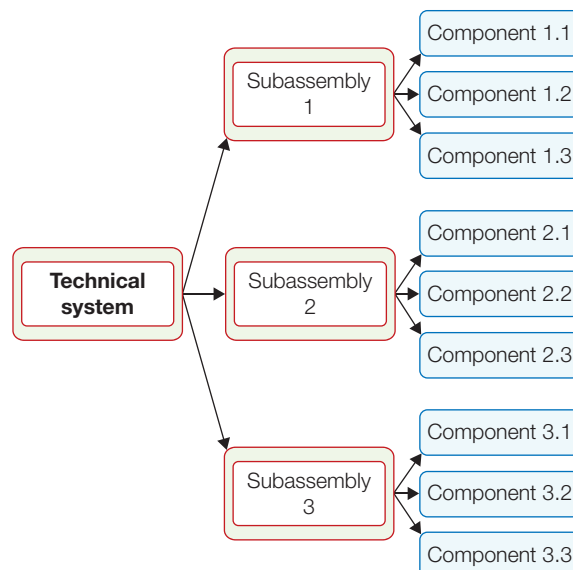 Component 1.1
Subassembly
1
Component 1.2
Component 1.3
Technical
system
Component 2.1
Subassembly
2
Component 2.2
Component 2.3
Component 3.1
Subassembly
3
Component 3.2
Component 3.3